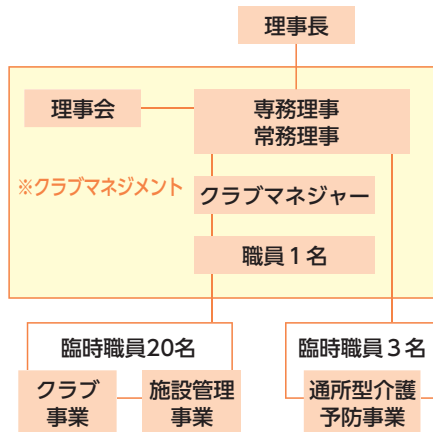 理事長
理事会
専務理事
常務理事
※クラブマネジメント
クラブマネジャー
職員１名
臨時職員20名
臨時職員３名
クラブ
事業
施設管理
事業
通所型介護
予防事業